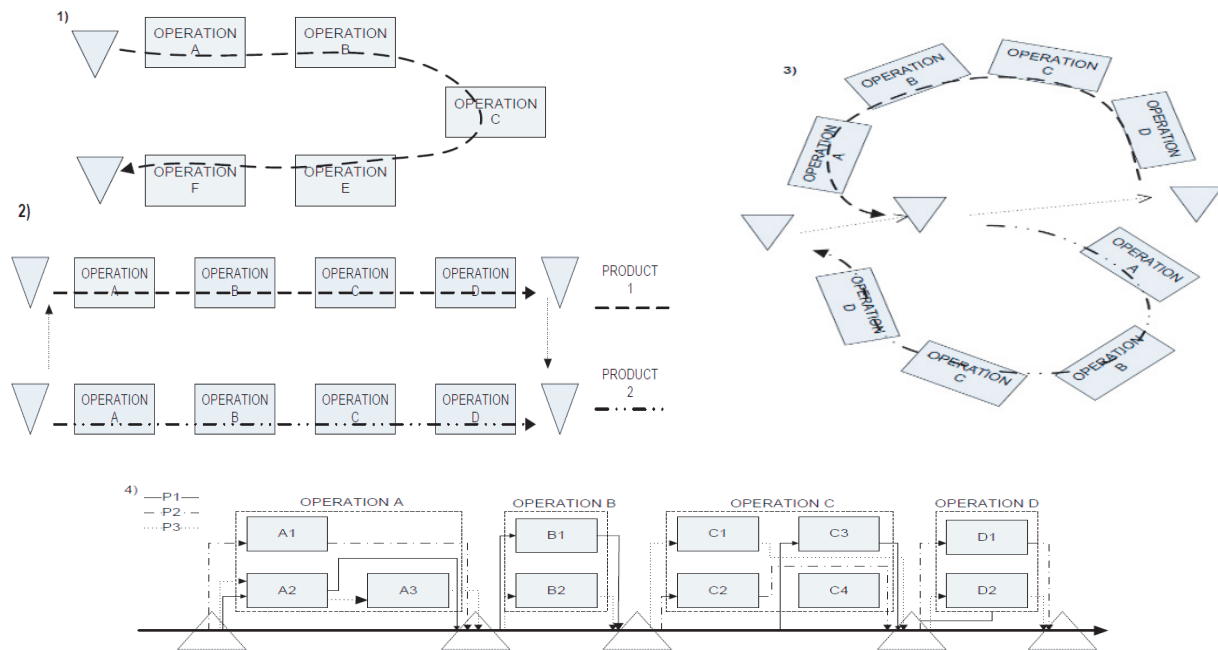 1)
OPERATION
A
OPERATION
B
OPERATION
C
OPERATION
F
OPERATION
E
2)
OPERATION
A
OPERATION
B
OPERATION
C
OPERATION
D
PRODUCT
1
OPERATION
A
OPERATION
B
OPERATION
C
OPERATION
D
PRODUCT
2
3)
OPERATION
A
OPERATION
B
OPERATION
C
OPERATION
D
OPERATION
A
OPERATION
B
OPERATION
C
OPERATION
D
4)
P1
P2
P3
OPERATION A
A1
A2
A3
OPERATION B
B1
B2
OPERATION C
C1
C3
C2
C4
OPERATION D
D1
D2